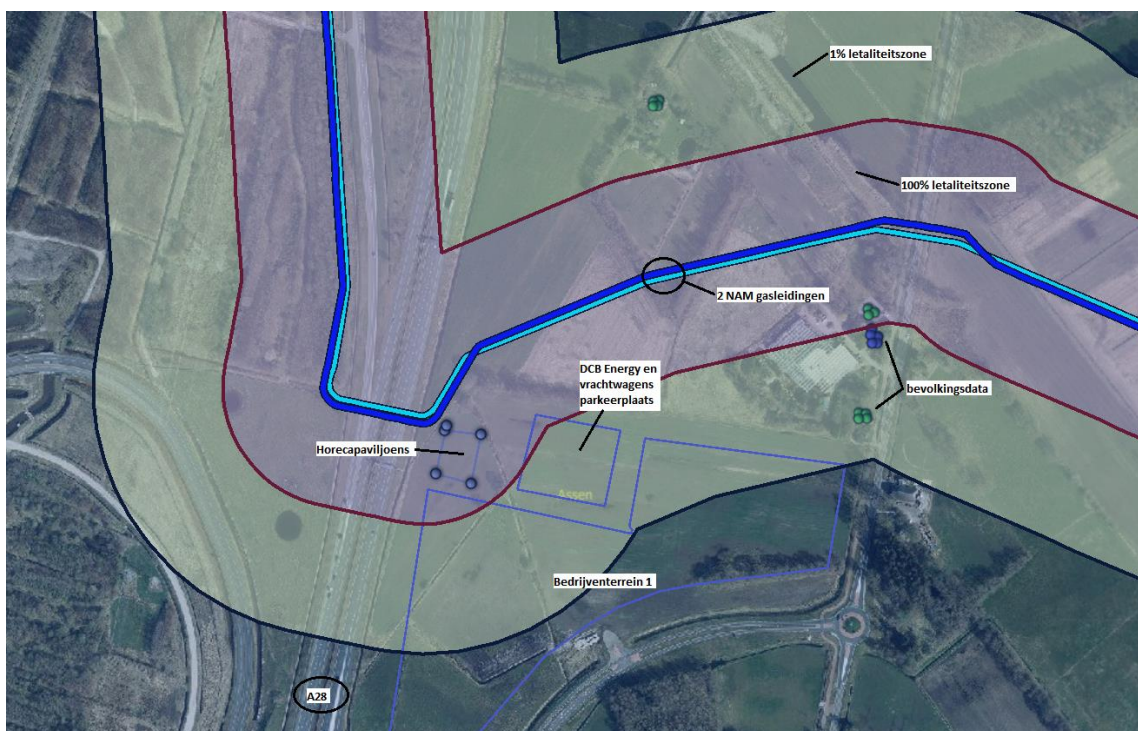 1% letaliteitszone
100% letaliteitszone
2 NAM gasleidingen
DCB Energy en
vrachtwagens
parkeerplaats
bevolkingsdata
Horecapaviljoens
Assen
Bedrijventerrein 1
A28